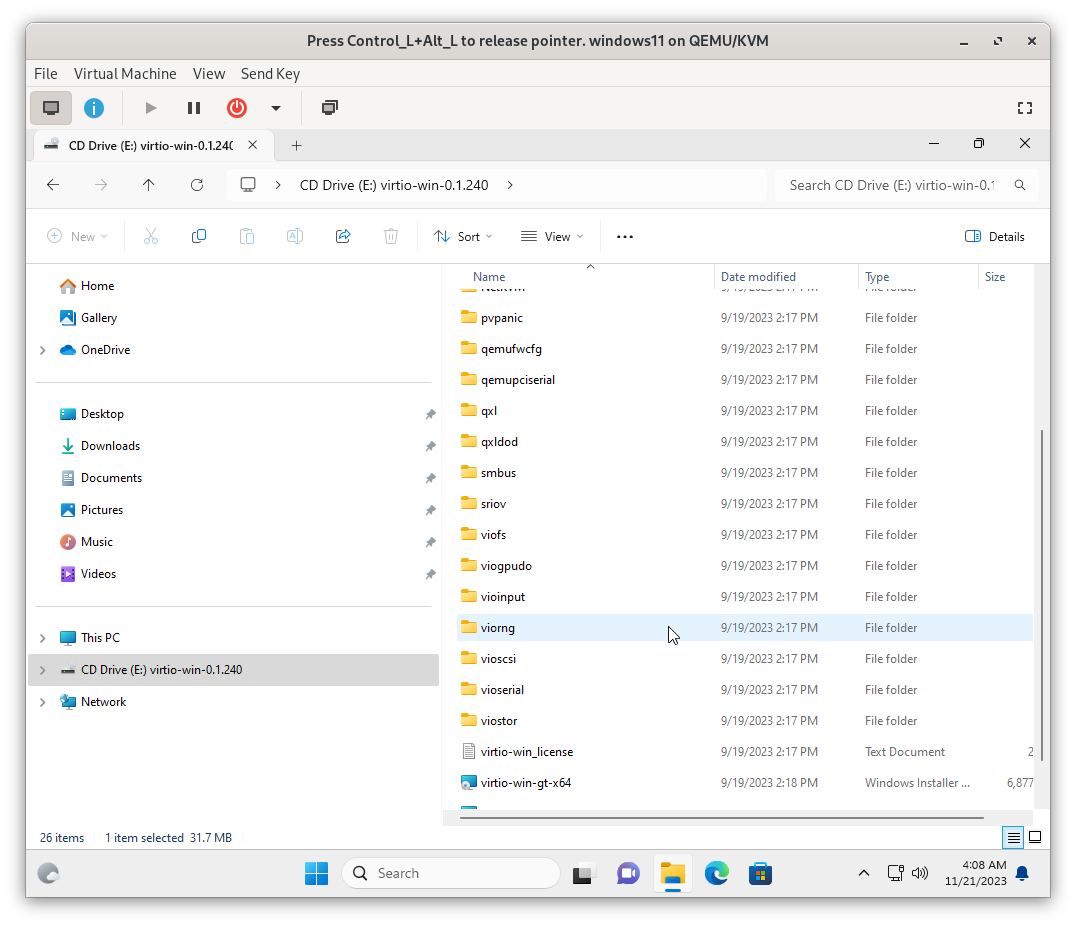 Press Control_L+Alt_L to release pointer. windows11 on QEMU/KVM
File Virtual Machine View Send Key
CD Drive (E:) virtio-win-0.1.240
CD Drive (E:) virtio-win-0.1.240
Search CD Drive (E:) virtio-win-0.1
New
Sort
View
Details
Home
Gallery
OneDrive
Desktop
Downloads
Documents
Pictures
Music
Videos
This PC
CD Drive (E:) virtio-win-0.1.240
Network
Name Date modified Type Size
NetKVM 9/19/2023 2:17 PM File folder
pvpanic 9/19/2023 2:17 PM File folder
qemufwcfg 9/19/2023 2:17 PM File folder
qemupciserial 9/19/2023 2:17 PM File folder
qxl 9/19/2023 2:17 PM File folder
qxldod 9/19/2023 2:17 PM File folder
smbus 9/19/2023 2:17 PM File folder
sriov 9/19/2023 2:17 PM File folder
viofs 9/19/2023 2:17 PM File folder
viogpudo 9/19/2023 2:17 PM File folder
vioinput 9/19/2023 2:17 PM File folder
viorng 9/19/2023 2:17 PM File folder
vioscsi 9/19/2023 2:17 PM File folder
vioserial 9/19/2023 2:17 PM File folder
viostor 9/19/2023 2:17 PM File folder
virtio-win_license 9/19/2023 2:17 PM Text Document 2
virtio-win-gt-x64 9/19/2023 2:18 PM Windows Installer ... 6,877
26 items 1 item selected 31.7 MB
Search
4:08 AM
11/21/2023